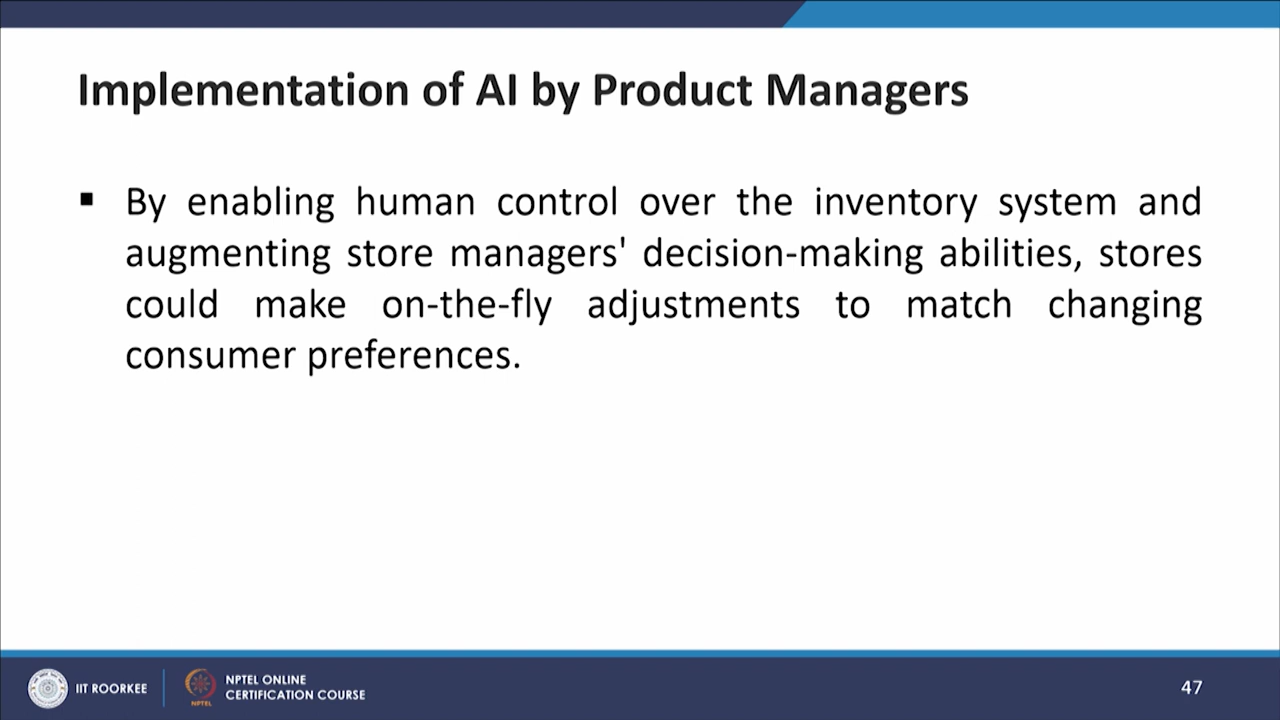 Implementation of AI by Product Managers
▪ By enabling human control over the inventory system and
augmenting store managers' decision-making abilities, stores
could make on-the-fly adjustments to match changing
consumer preferences.
IIT ROORKEE
NPTEL
NPTEL ONLINE
CERTIFICATION COURSE
47